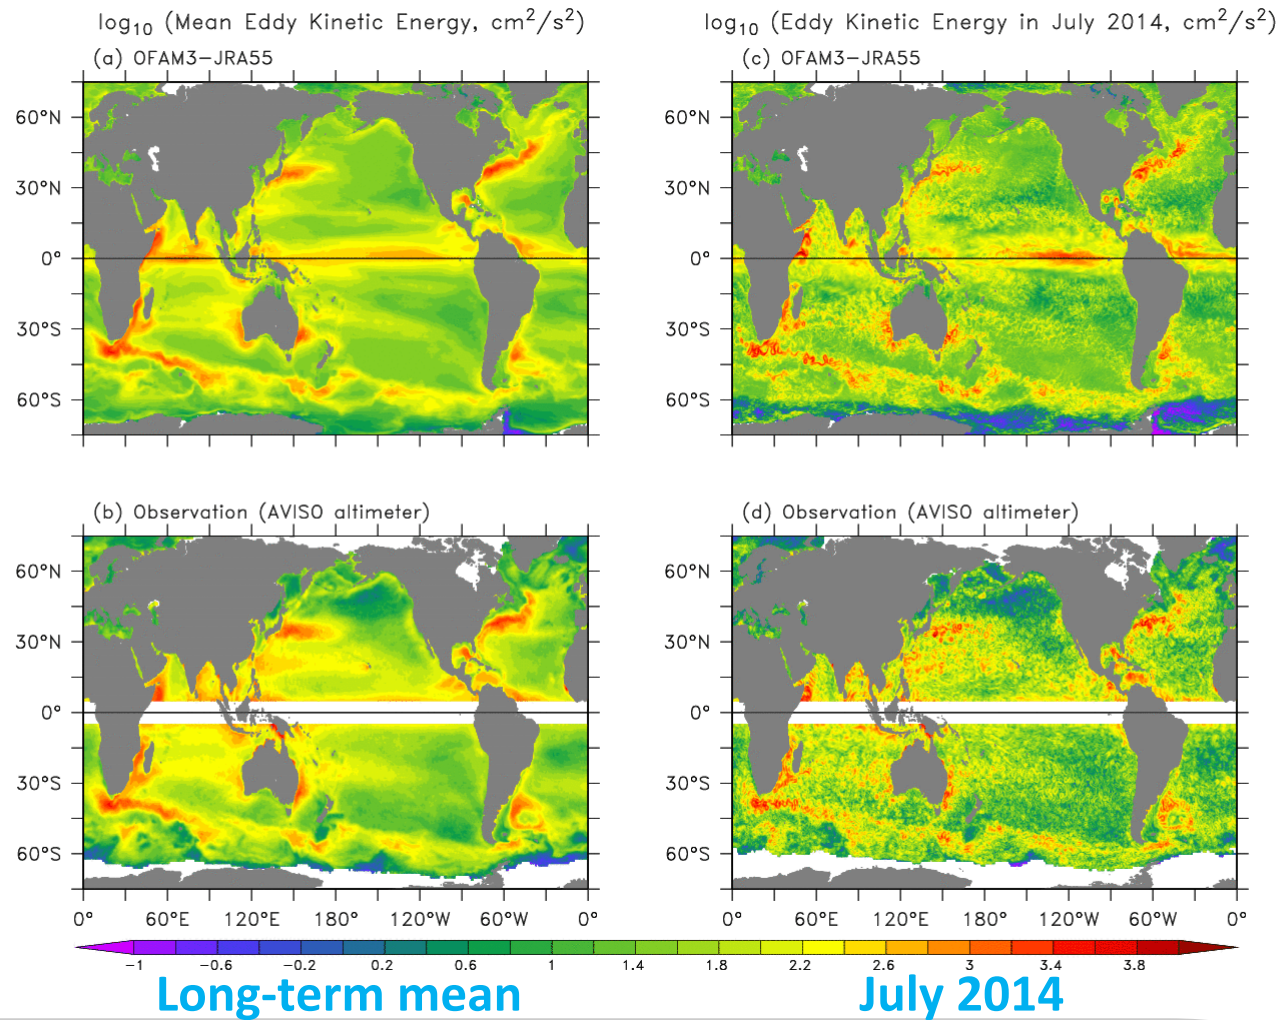 log10 (Mean Eddy Kinetic Energy, cm²/s²)
log10 (Eddy Kinetic Energy in July 2014, cm²/s²)
(a) OFAM3−JRA55
60°N
30°N
0°
30°S
60°S
(c) OFAM3−JRA55
60°N
30°N
0°
30°S
60°S
(b) Observation (AVISO altimeter)
60°N
30°N
0°
30°S
60°S
0° 60°E 120°E 180° 120°W 60°W 0°
(d) Observation (AVISO altimeter)
60°N
30°N
0°
30°S
60°S
0° 60°E 120°E 180° 120°W 60°W 0°
−1 −0.6 −0.2 0.2 0.6 1 1.4 1.8 2.2 2.6 3 3.4 3.8
Long-term mean
July 2014